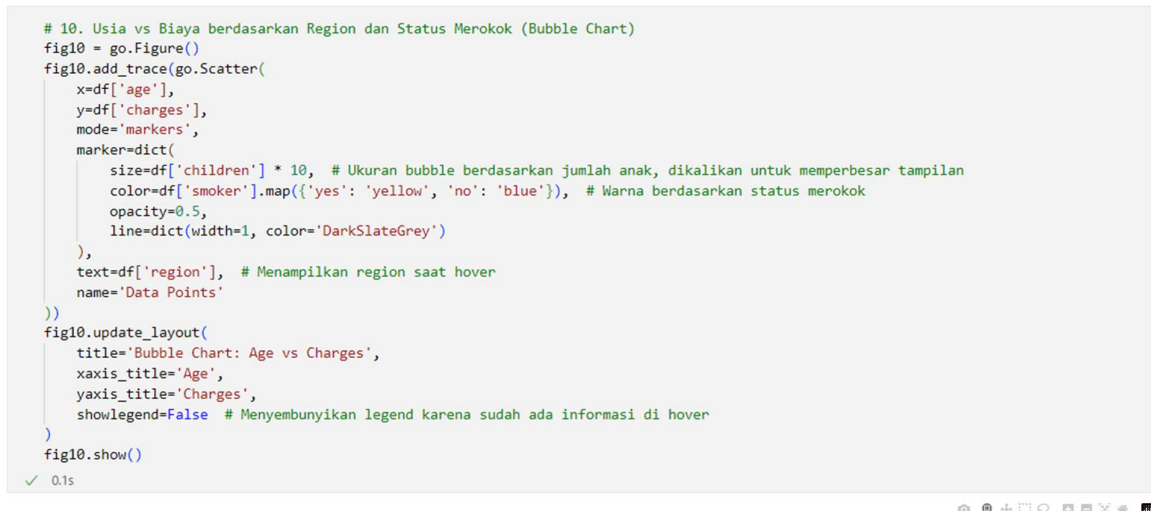 # 10. Usia vs Biaya berdasarkan Region dan Status Merokok (Bubble Chart)
fig10 = go.Figure()
fig10.add_trace(go.Scatter(
    x=df['age'],
    y=df['charges'],
    mode='markers',
    marker=dict(
        size=df['children'] * 10,  # Ukuran bubble berdasarkan jumlah anak, dikalikan untuk memperbesar tampilan
        color=df['smoker'].map({'yes': 'yellow', 'no': 'blue'}),  # Warna berdasarkan status merokok
        opacity=0.5,
        line=dict(width=1, color='DarkSlateGrey')
    ),
    text=df['region'],  # Menampilkan region saat hover
    name='Data Points'
))
fig10.update_layout(
    title='Bubble Chart: Age vs Charges',
    xaxis_title='Age',
    yaxis_title='Charges',
    showlegend=False  # Menyembunyikan legend karena sudah ada informasi di hover
)
fig10.show()
0.1s